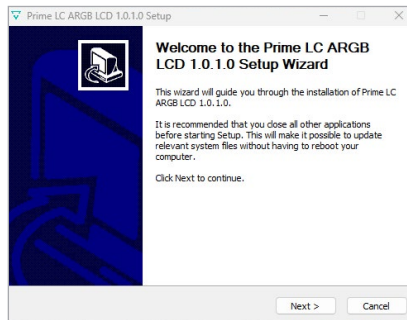 Prime LC ARGB LCD 1.0.1.0 Setup
Welcome to the Prime LC ARGB
LCD 1.0.1.0 Setup Wizard
This wizard will guide you through the installation of Prime LC
ARGB LCD 1.0.1.0.
It is recommended that you close all other applications
before starting Setup. This will make it possible to update
relevant system files without having to reboot your
computer.
Click Next to continue.
Next >
Cancel